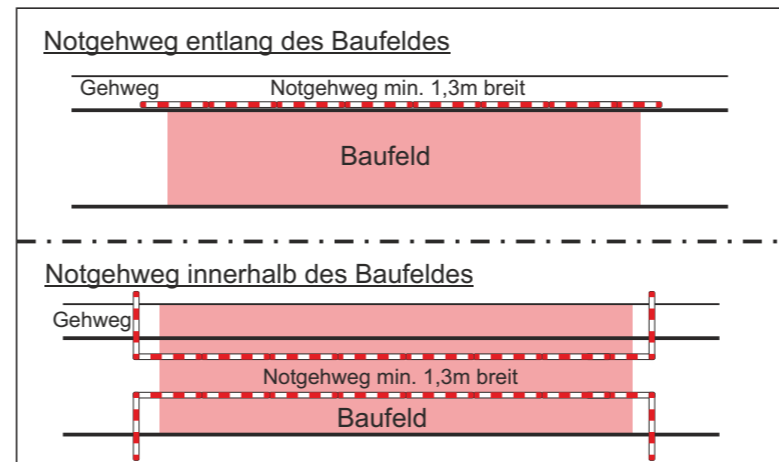 Notgehweg entlang des Baufeldes
Gehweg Notgehweg min. 1,3m breit
Baufeld
Notgehweg innerhalb des Baufeldes
Gehweg
Notgehweg min. 1,3m breit
Baufeld